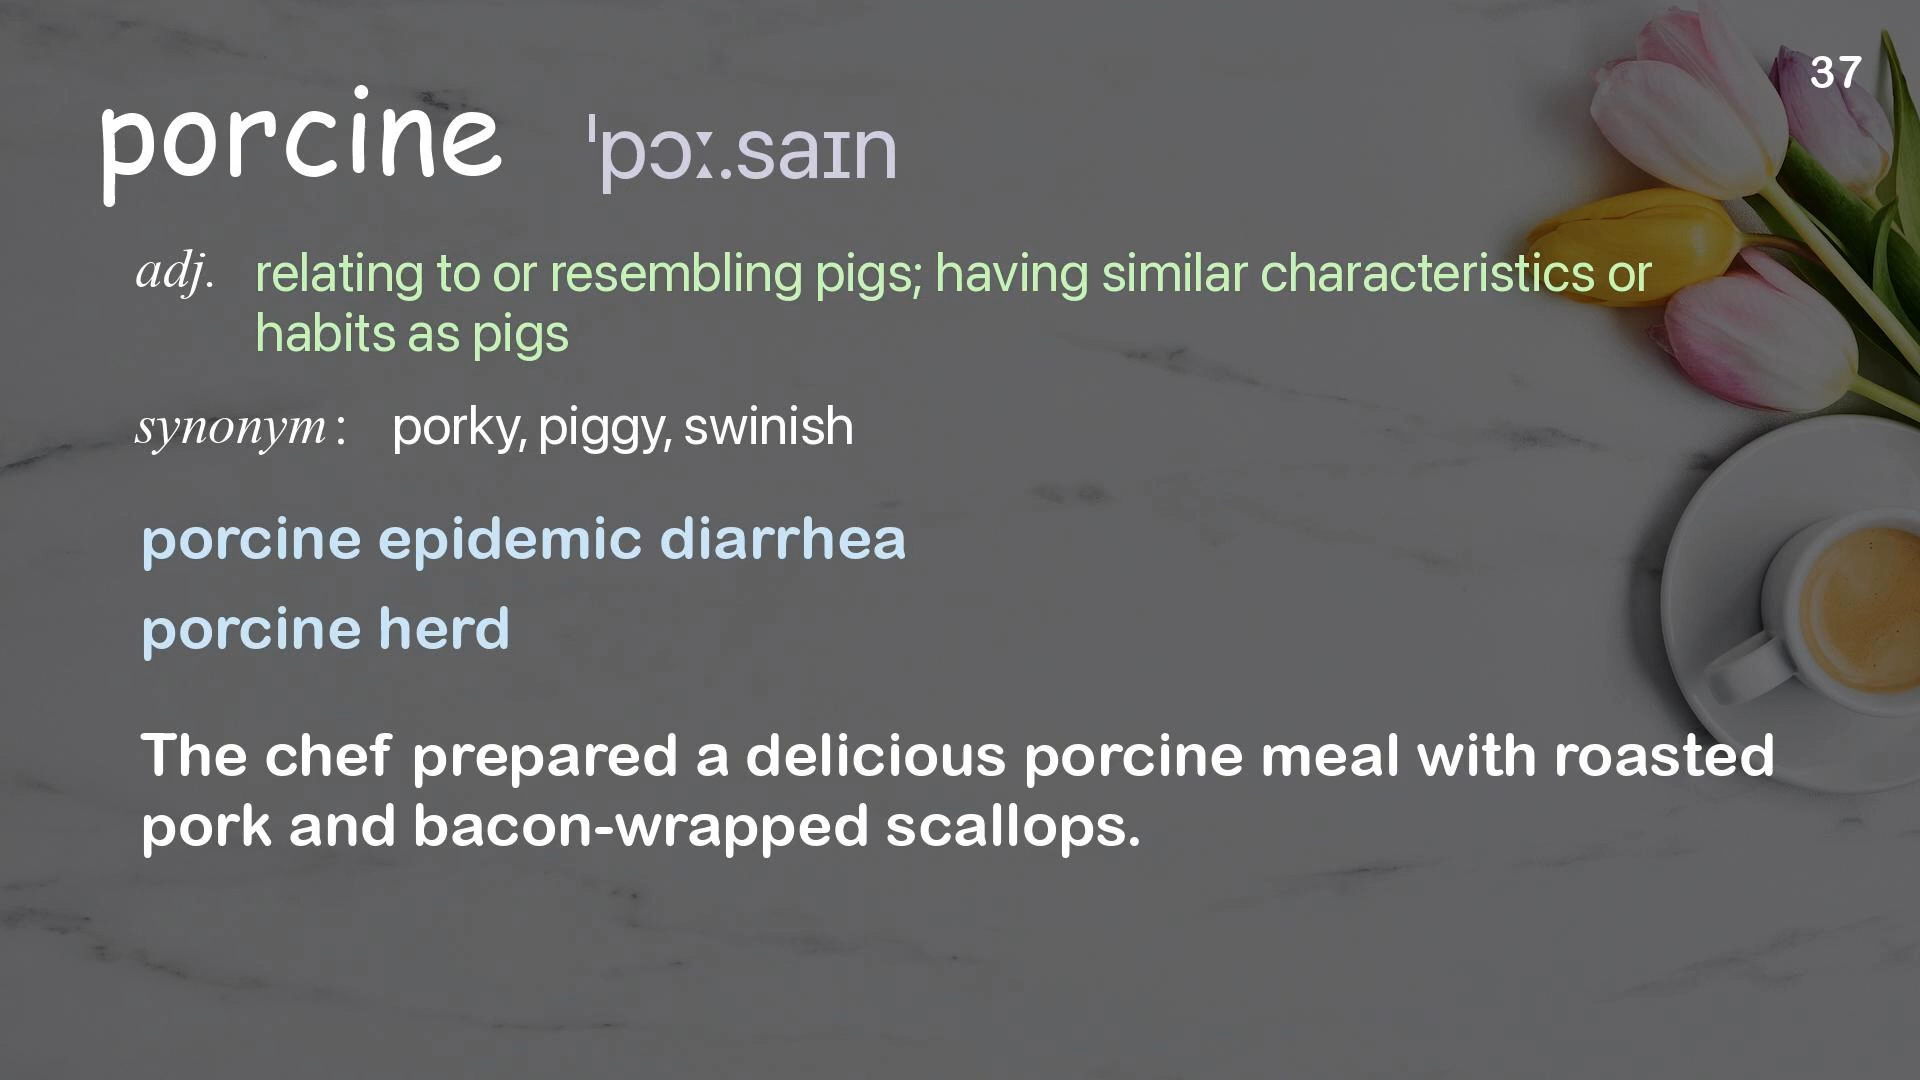 37
porcine ˈpɔː.saɪn
adj. relating to or resembling pigs; having similar characteristics or
habits as pigs
synonym: porky, piggy, swinish
porcine epidemic diarrhea
porcine herd
The chef prepared a delicious porcine meal with roasted
pork and bacon-wrapped scallops.